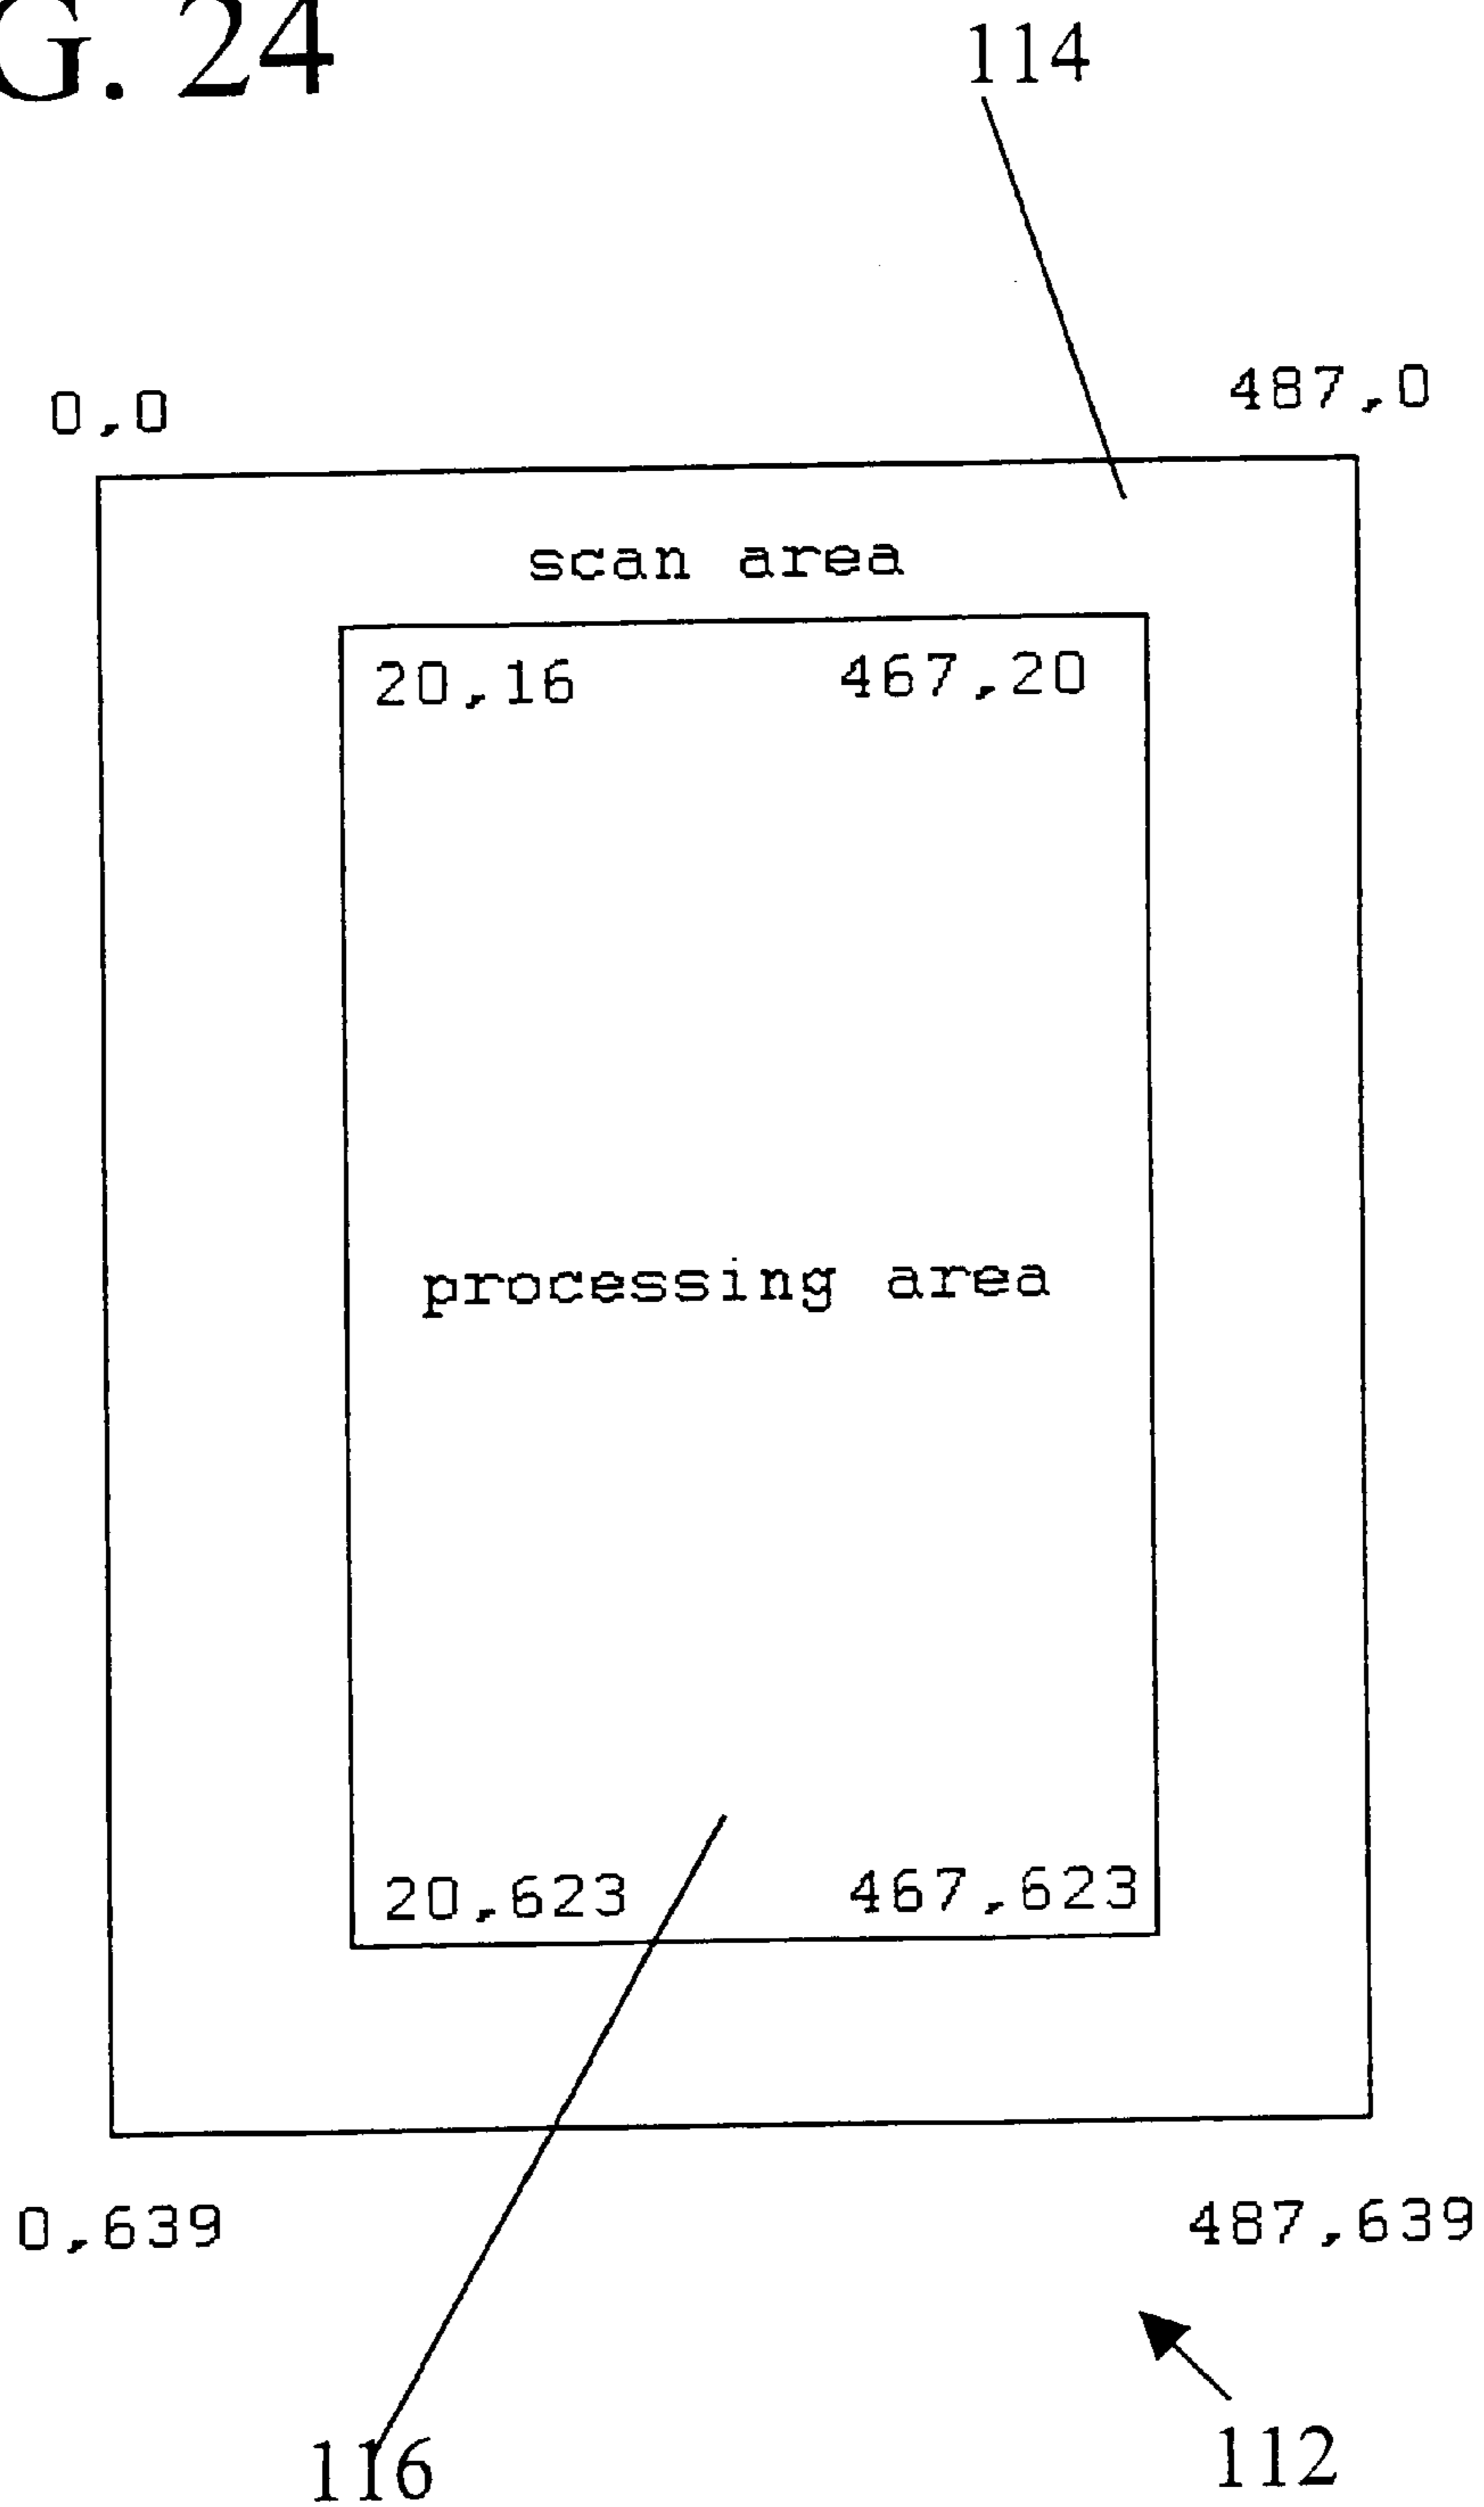 G. 24
114
0,0 487,0
scan area
20,16 467,20
processing area
20,623 467,623
0,639 487,639
116 112